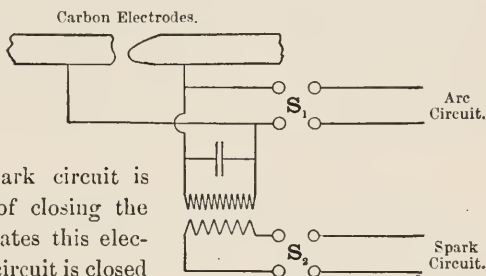 Carbon Electrodes.
S₁
Arc
Circuit.
park circuit is
of closing the
ates this elec-
circuit is closed
S₂
Spark
Circuit.